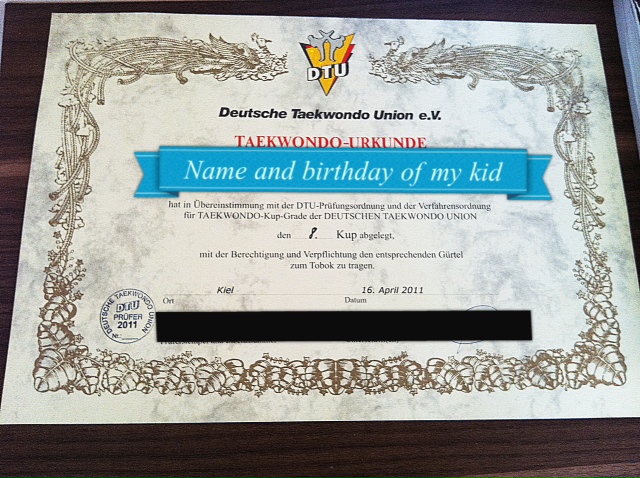 DTU
Deutsche Taekwondo Union e.V.
TAEKWONDO-URKUNDE
Name and birthday of my kid
hat in Übereinstimmung mit der DTU-Prüfungsordnung und der Verfahrensordnung
für TAEKWONDO-Kup-Grade der DEUTSCHEN TAEKWONDO UNION
den 8. Kup abgelegt,
mit der Berechtigung und Verpflichtung den entsprechenden Gürtel
zum Tobok zu tragen.
Kiel 16. April 2011
Ort Datum
DEUTSCHE TAEKWONDO UNION
DTU
PRÜFER
2011
Nr.: